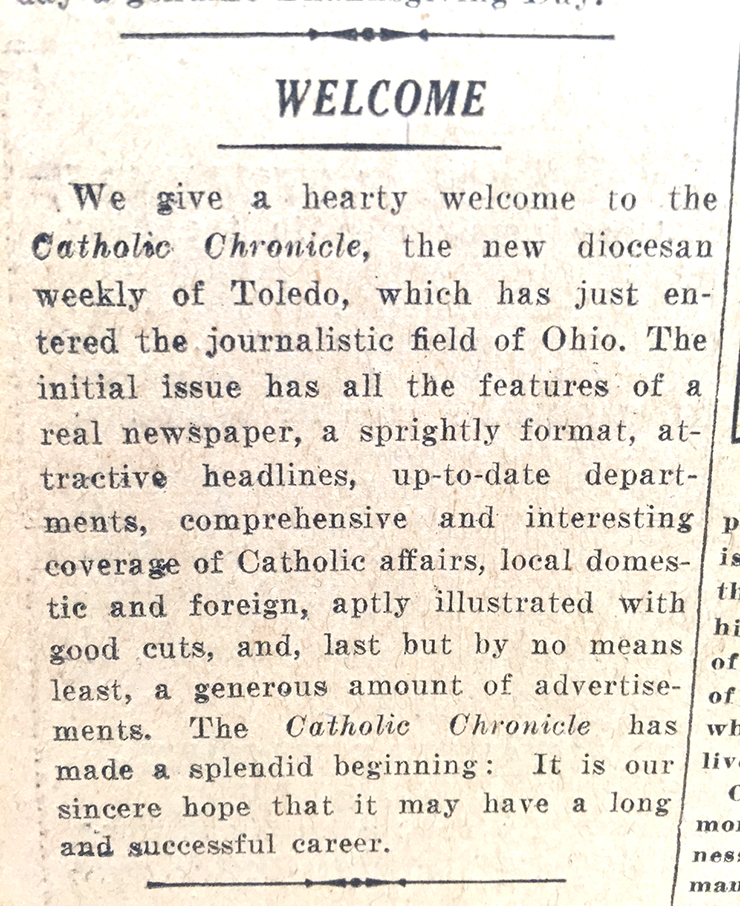 WELCOME
We give a hearty welcome to the
Catholic Chronicle, the new diocesan
weekly of Toledo, which has just en-
tered the journalistic field of Ohio. The
initial issue has all the features of a
real newspaper, a sprightly format, at-
tractive headlines, up-to-date depart-
ments, comprehensive and interesting
coverage of Catholic affairs, local domes-
tic and foreign, aptly illustrated with
good cuts, and, last but by no means
least, a generous amount of advertise-
ments. The Catholic Chronicle has
made a splendid beginning: It is our
sincere hope that it may have a long
and successful career.
of
of